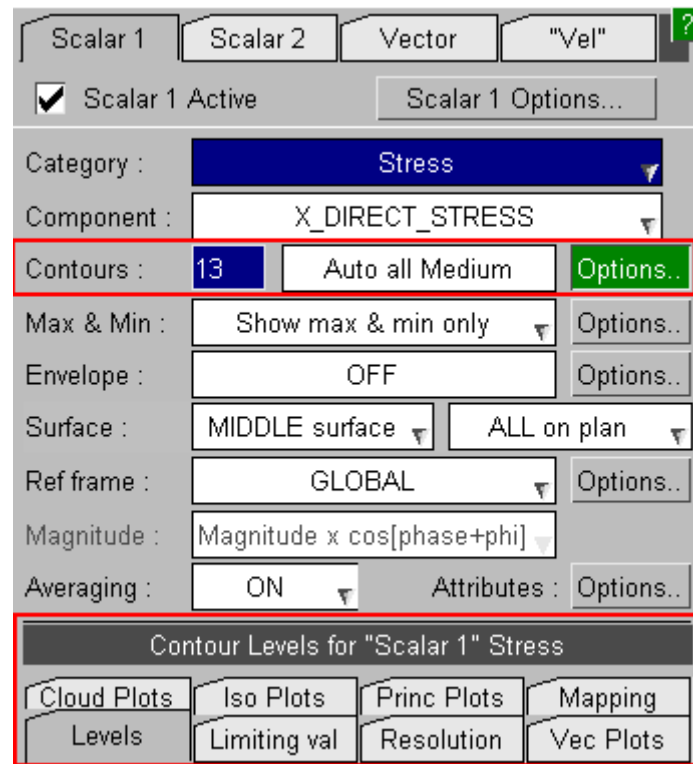 Scalar 1 Scalar 2 Vector "Vel" ?
Scalar 1 Active Scalar 1 Options...
Category : Stress
Component : X_DIRECT_STRESS
Contours : 13 Auto all Medium Options..
Max & Min : Show max & min only Options..
Envelope : OFF Options..
Surface : MIDDLE surface ALL on plan
Ref frame : GLOBAL Options..
Magnitude : Magnitude x cos[phase+phi]
Averaging : ON Attributes : Options..
Contour Levels for "Scalar 1" Stress
Cloud Plots Iso Plots Princ Plots Mapping
Levels Limiting val Resolution Vec Plots